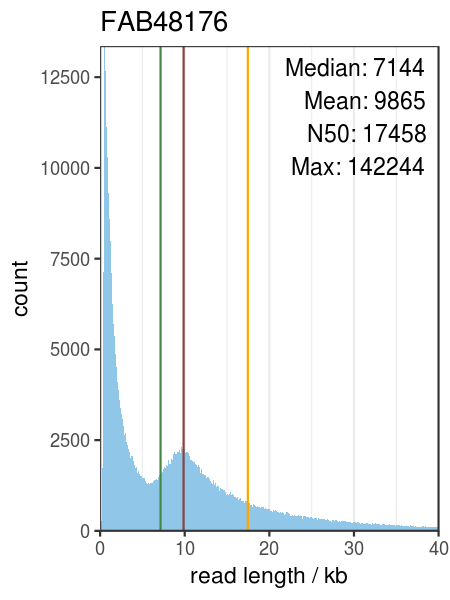 FAB48176
Median: 7144
Mean: 9865
N50: 17458
Max: 142244
count
12500
10000
7500
5000
2500
0
0 10 20 30 40
read length / kb